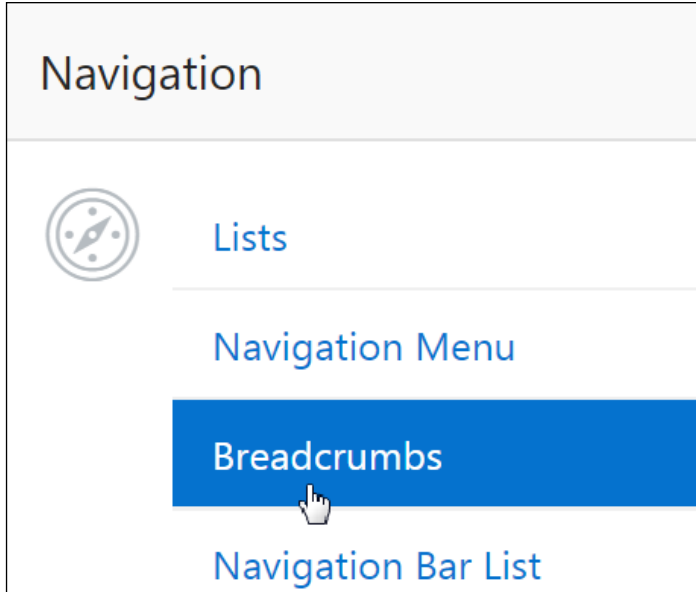 Navigation
Lists
Navigation Menu
Breadcrumbs
Navigation Bar List